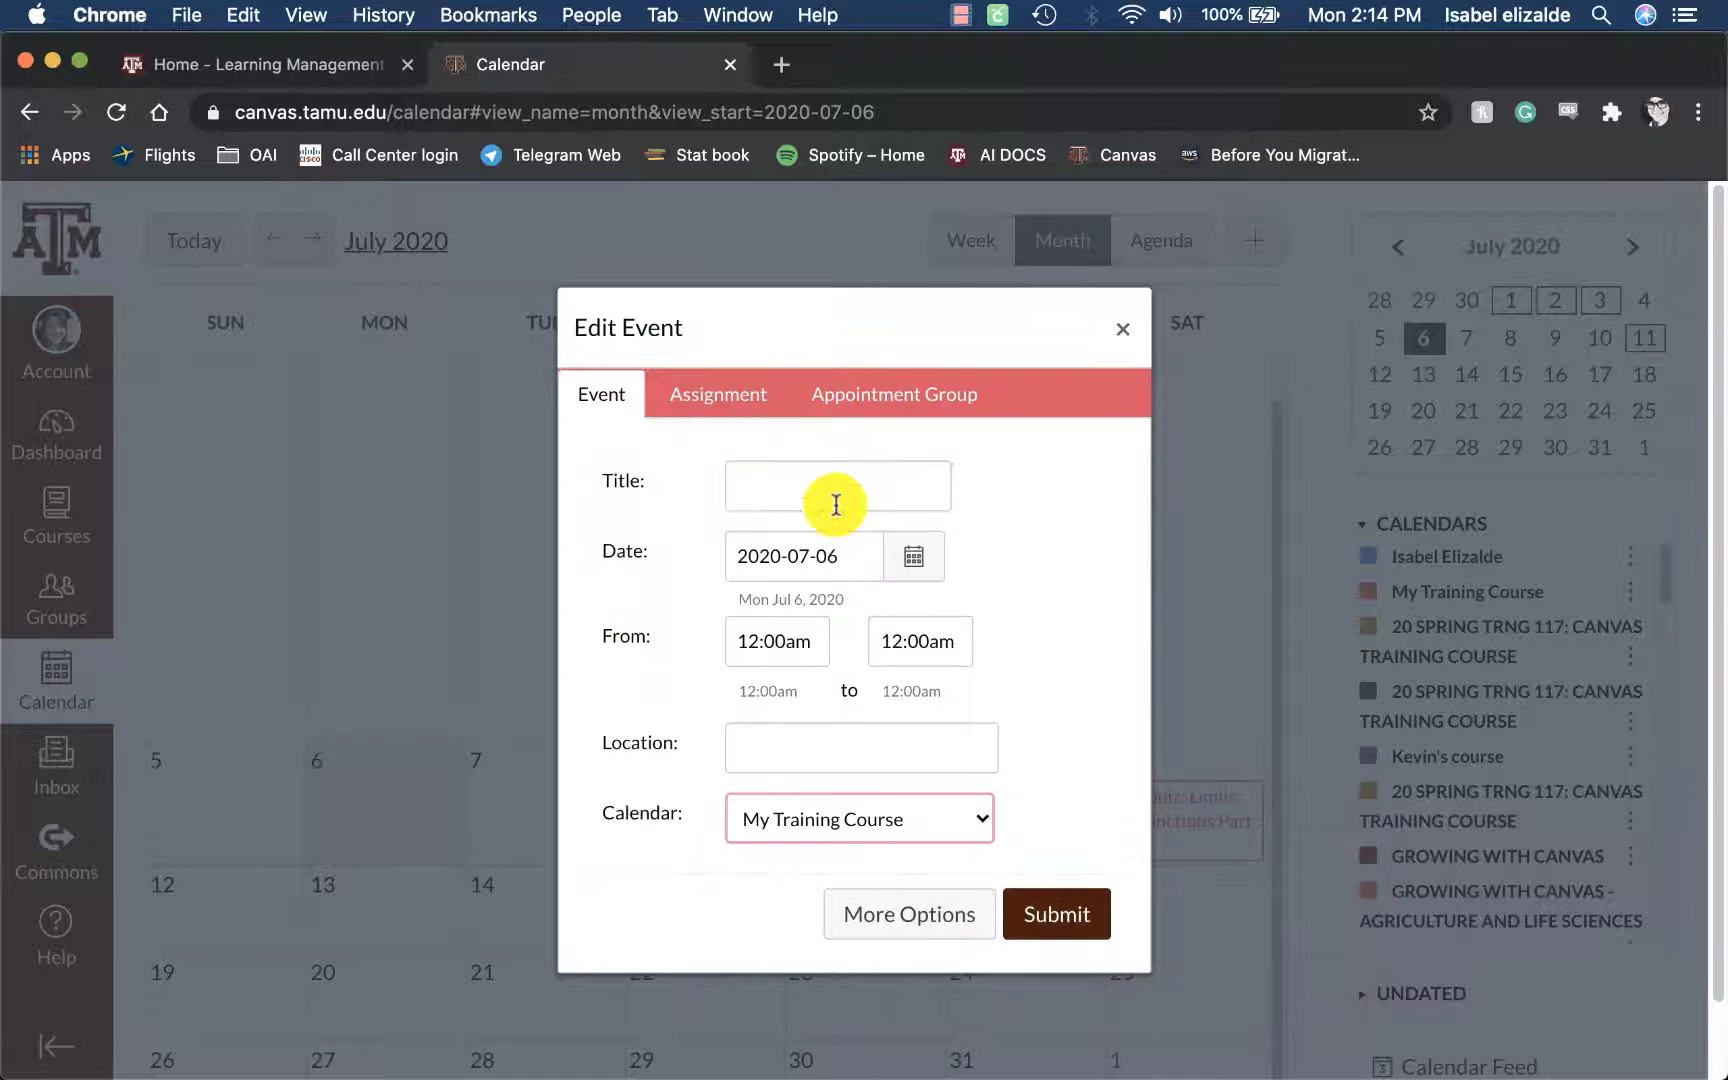 Chrome File Edit View History Bookmarks People Tab Window Help 100% Mon 2:14 PM Isabel elizalde
Home - Learning Management Calendar
canvas.tamu.edu/calendar#view_name=month&view_start=2020-07-06
Apps Flights OAI Call Center login Telegram Web Stat book Spotify – Home AI DOCS Canvas Before You Migrat...
Today July 2020 Week Month Agenda
SUN MON TUE SAT
Account
Dashboard
Courses
Groups
Calendar
Inbox
Commons
Help
Edit Event
Event Assignment Appointment Group
Title:
Date: 2020-07-06
Mon Jul 6, 2020
From: 12:00am 12:00am
12:00am to 12:00am
Location:
Calendar: My Training Course
More Options Submit
5 6 7
12 13 14
19 20 21
26 27 28 29 30 31 1
July 2020
28 29 30 1 2 3 4
5 6 7 8 9 10 11
12 13 14 15 16 17 18
19 20 21 22 23 24 25
26 27 28 29 30 31 1
CALENDARS
Isabel Elizalde
My Training Course
20 SPRING TRNG 117: CANVAS
TRAINING COURSE
20 SPRING TRNG 117: CANVAS
TRAINING COURSE
Kevin's course
20 SPRING TRNG 117: CANVAS
TRAINING COURSE
GROWING WITH CANVAS
GROWING WITH CANVAS -
AGRICULTURE AND LIFE SCIENCES
UNDATED
Calendar Feed